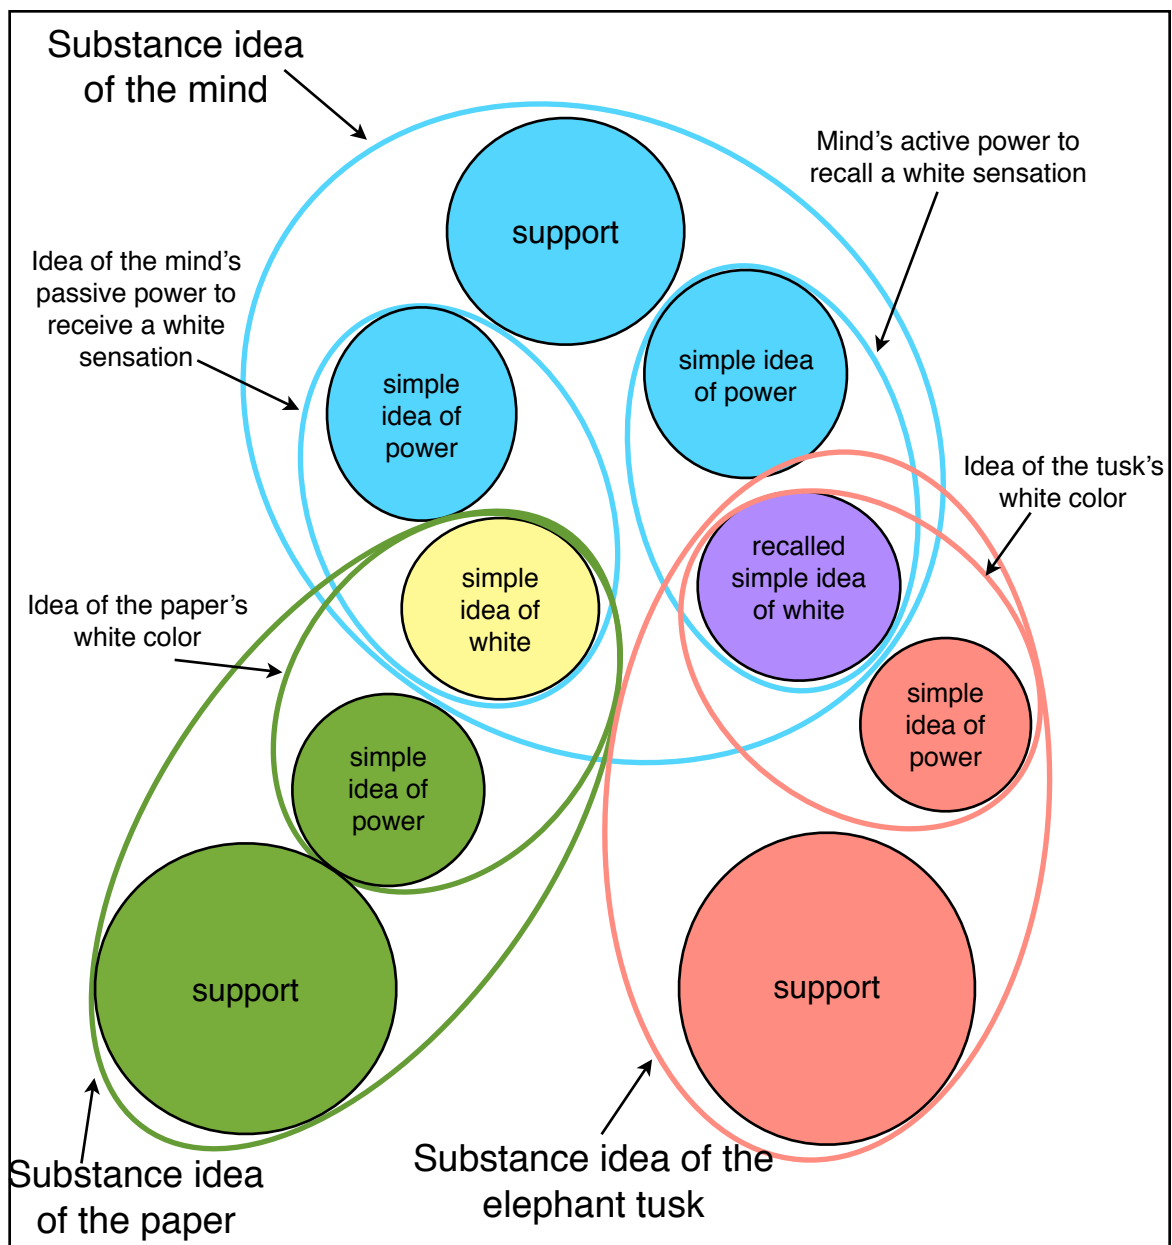 Substance idea
of the mind
Mind's active power to
recall a white sensation
support
Idea of the mind's
passive power to
receive a white
sensation
simple idea
of power
simple
idea of
power
Idea of the tusk's
white color
recalled
simple idea
of white
simple
idea of
white
Idea of the paper's
white color
simple
idea of
power
simple
idea of
power
support
support
Substance idea
of the paper
Substance idea of the
elephant tusk